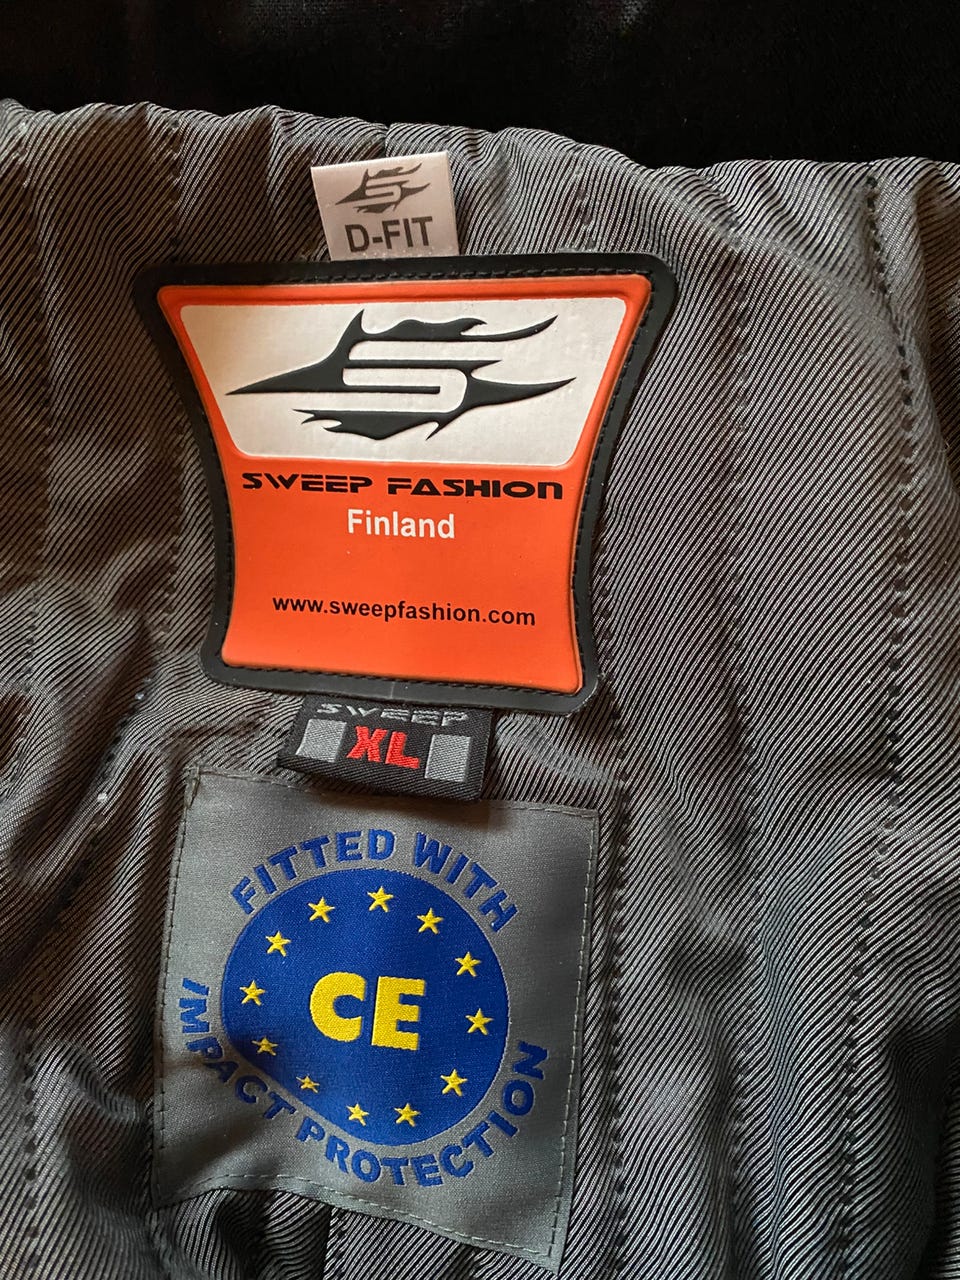 S
D-FIT
S
SWEEP FASHION
Finland
www.sweepfashion.com
SWEEP
XL
FITTED WITH
CE
IMPACT PROTECTION